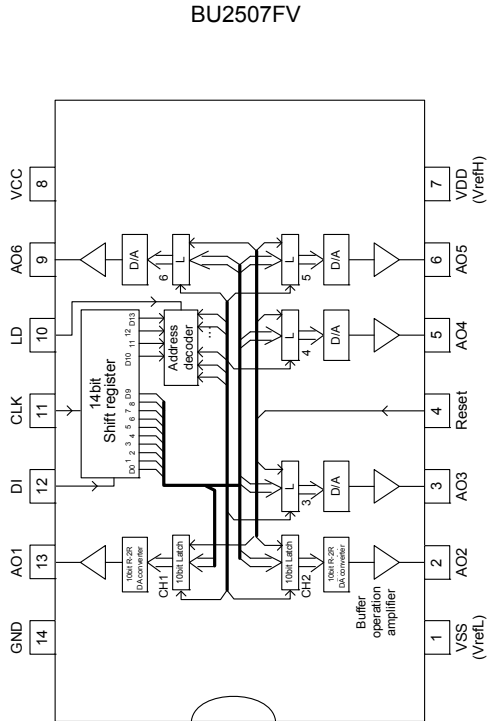 BU2507FV
GND
AO1
DI
CLK
LD
AO6
VCC
14
13
12
11
10
9
8
14bit
Shift register
D0 1 2 3 4 5 6 7 8 D9
D10 11 12 D13
Address
decoder
10bit R-2R
DA converter
D/A
CH1
10bit Latch
L
6
10bit Latch
CH2
L
3
L
4
L
5
10bit R-2R
DA converter
D/A
D/A
D/A
Buffer
operation
amplifier
1
2
3
4
5
6
7
VSS
(VrefL)
AO2
AO3
Reset
AO4
AO5
VDD
(VrefH)